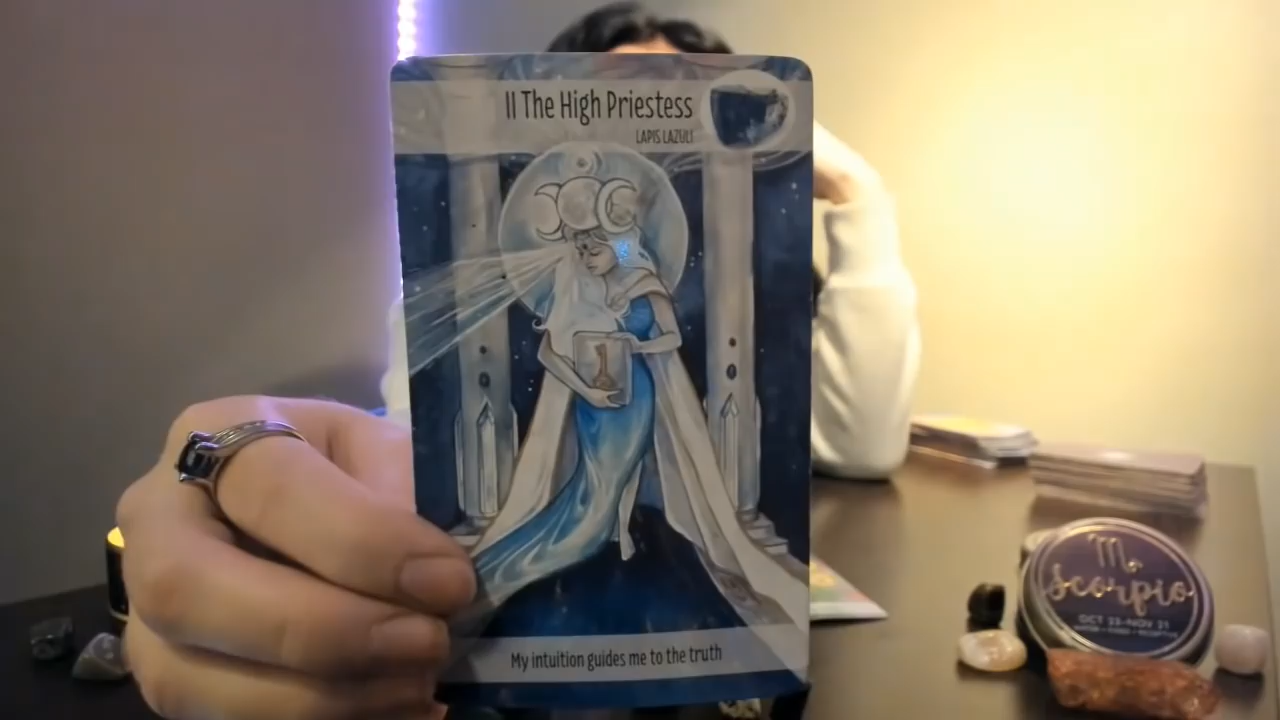 II The High Priestess
LAPIS LAZULI
My intuition guides me to the truth
Scorpio
OCT 23-NOV 21